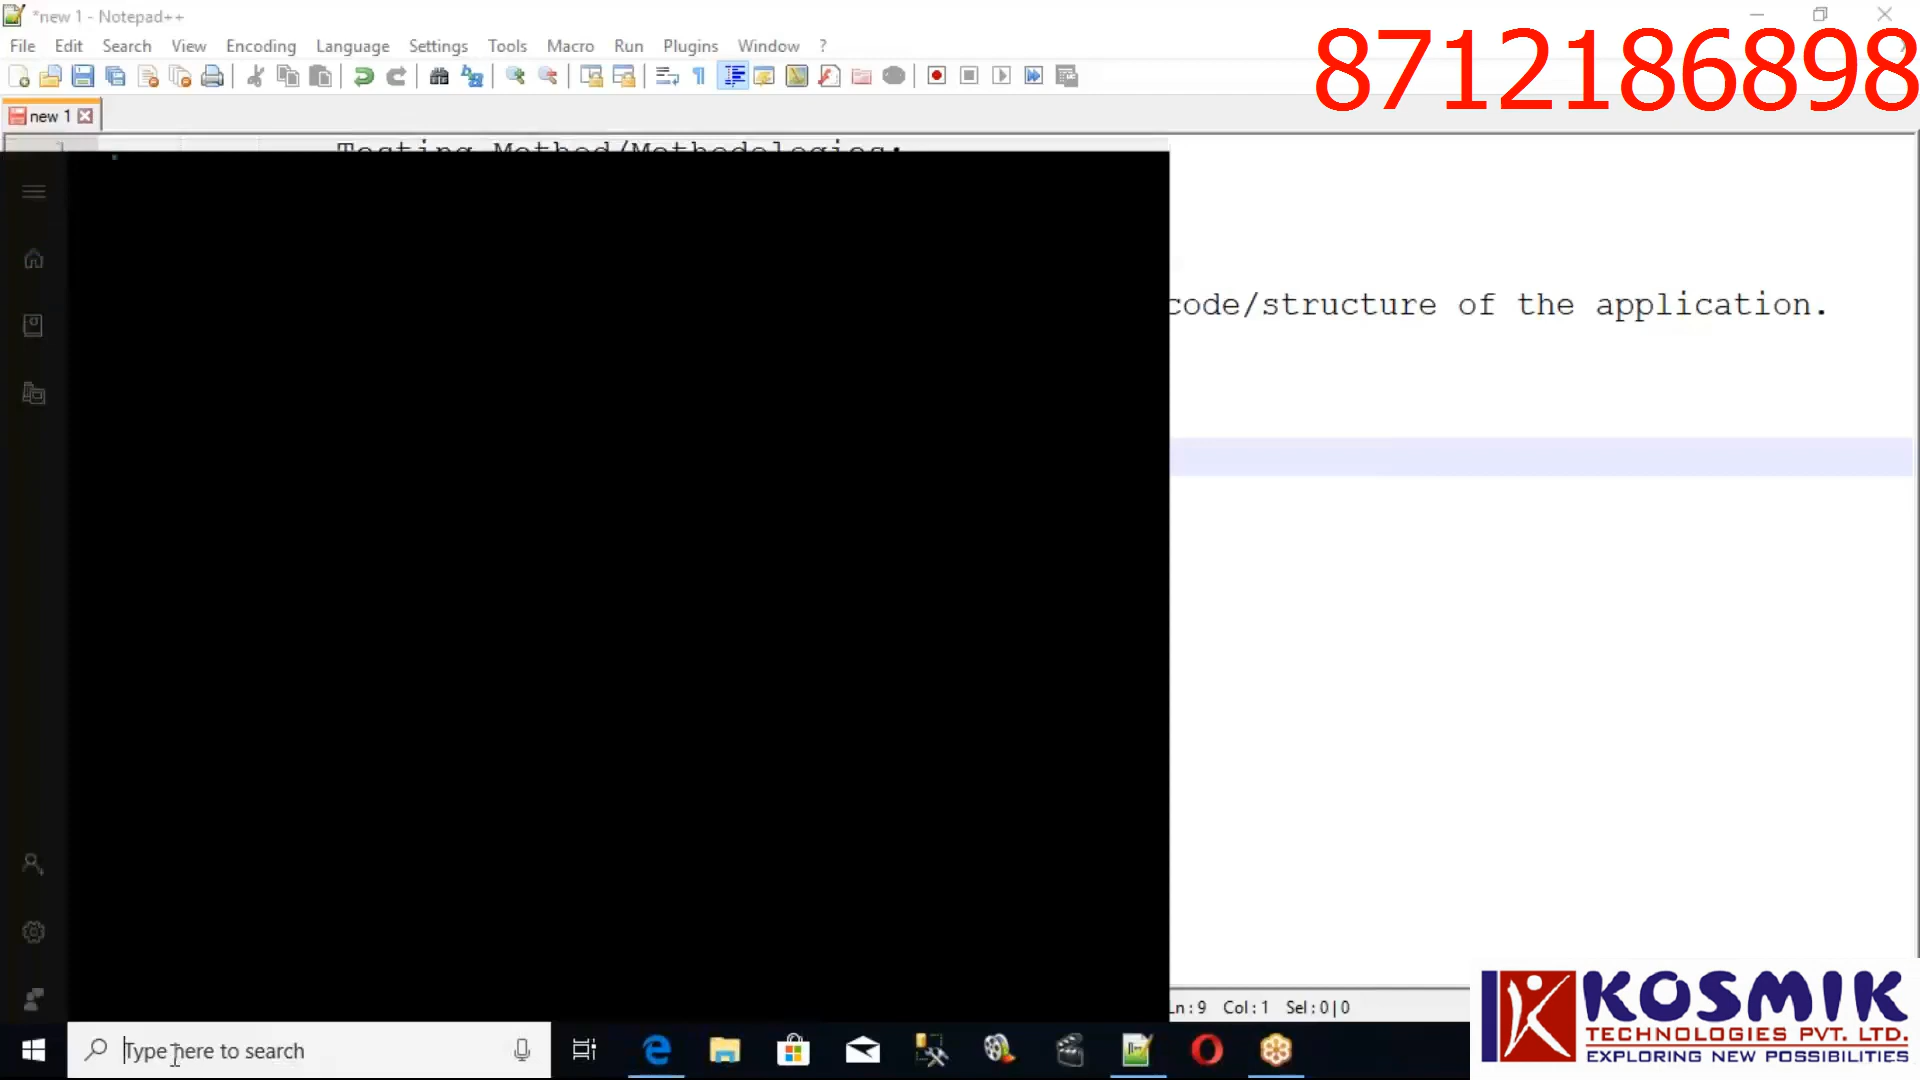 *new 1 - Notepad++
File Edit Search View Encoding Language Settings Tools Macro Run Plugins Window ?
8712186898
new 1
1
Testing Method/Methodologies:
code/structure of the application.
Ln:9 Col:1 Sel:0|0
Type here to search
KOSMIK
TECHNOLOGIES PVT. LTD.
EXPLORING NEW POSSIBILITIES